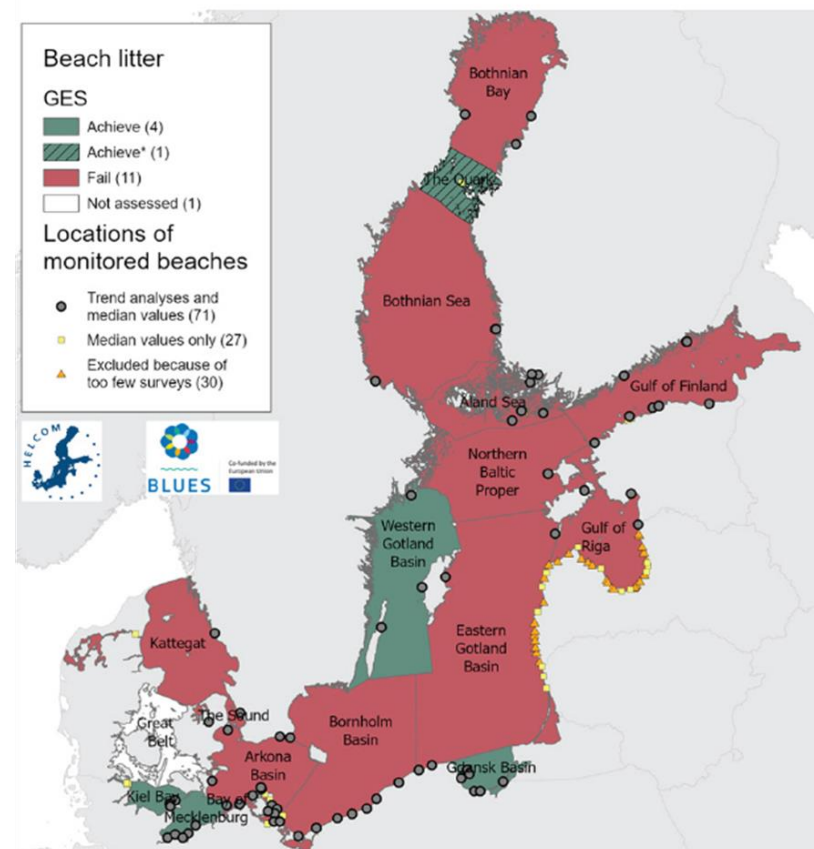 Beach litter
GES
Achieve (4)
Achieve* (1)
Fail (11)
Not assessed (1)
Locations of
monitored beaches
Trend analyses and
median values (71)
Median values only (27)
Excluded because of
too few surveys (30)
HELCOM
BLUES
Co-funded by the
European Union
Bothnian
Bay
The Quark
Bothnian Sea
Åland Sea
Gulf of Finland
Northern
Baltic
Proper
Western
Gotland
Basin
Gulf of
Riga
Eastern
Gotland
Basin
Kattegat
The Sound
Great
Belt
Arkona
Basin
Bornholm
Basin
Gdansk Basin
Kiel Bay
Bay of
Mecklenburg